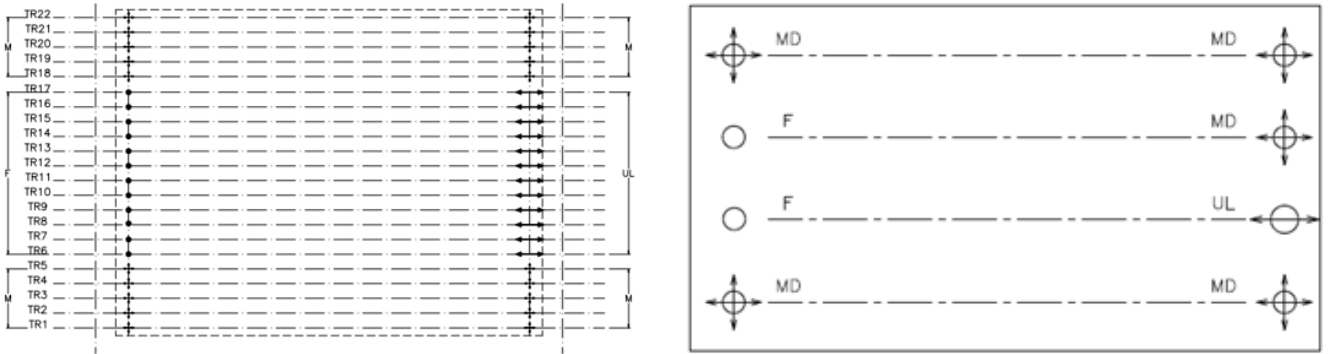 TR22
TR21
M TR20 M
TR19
TR18
TR17
TR16
TR15
TR14
TR13
TR12
F TR11 UL
TR10
TR9
TR8
TR7
TR6
TR5
TR4
M TR3 M
TR2
TR1
MD MD
F MD
F UL
MD MD